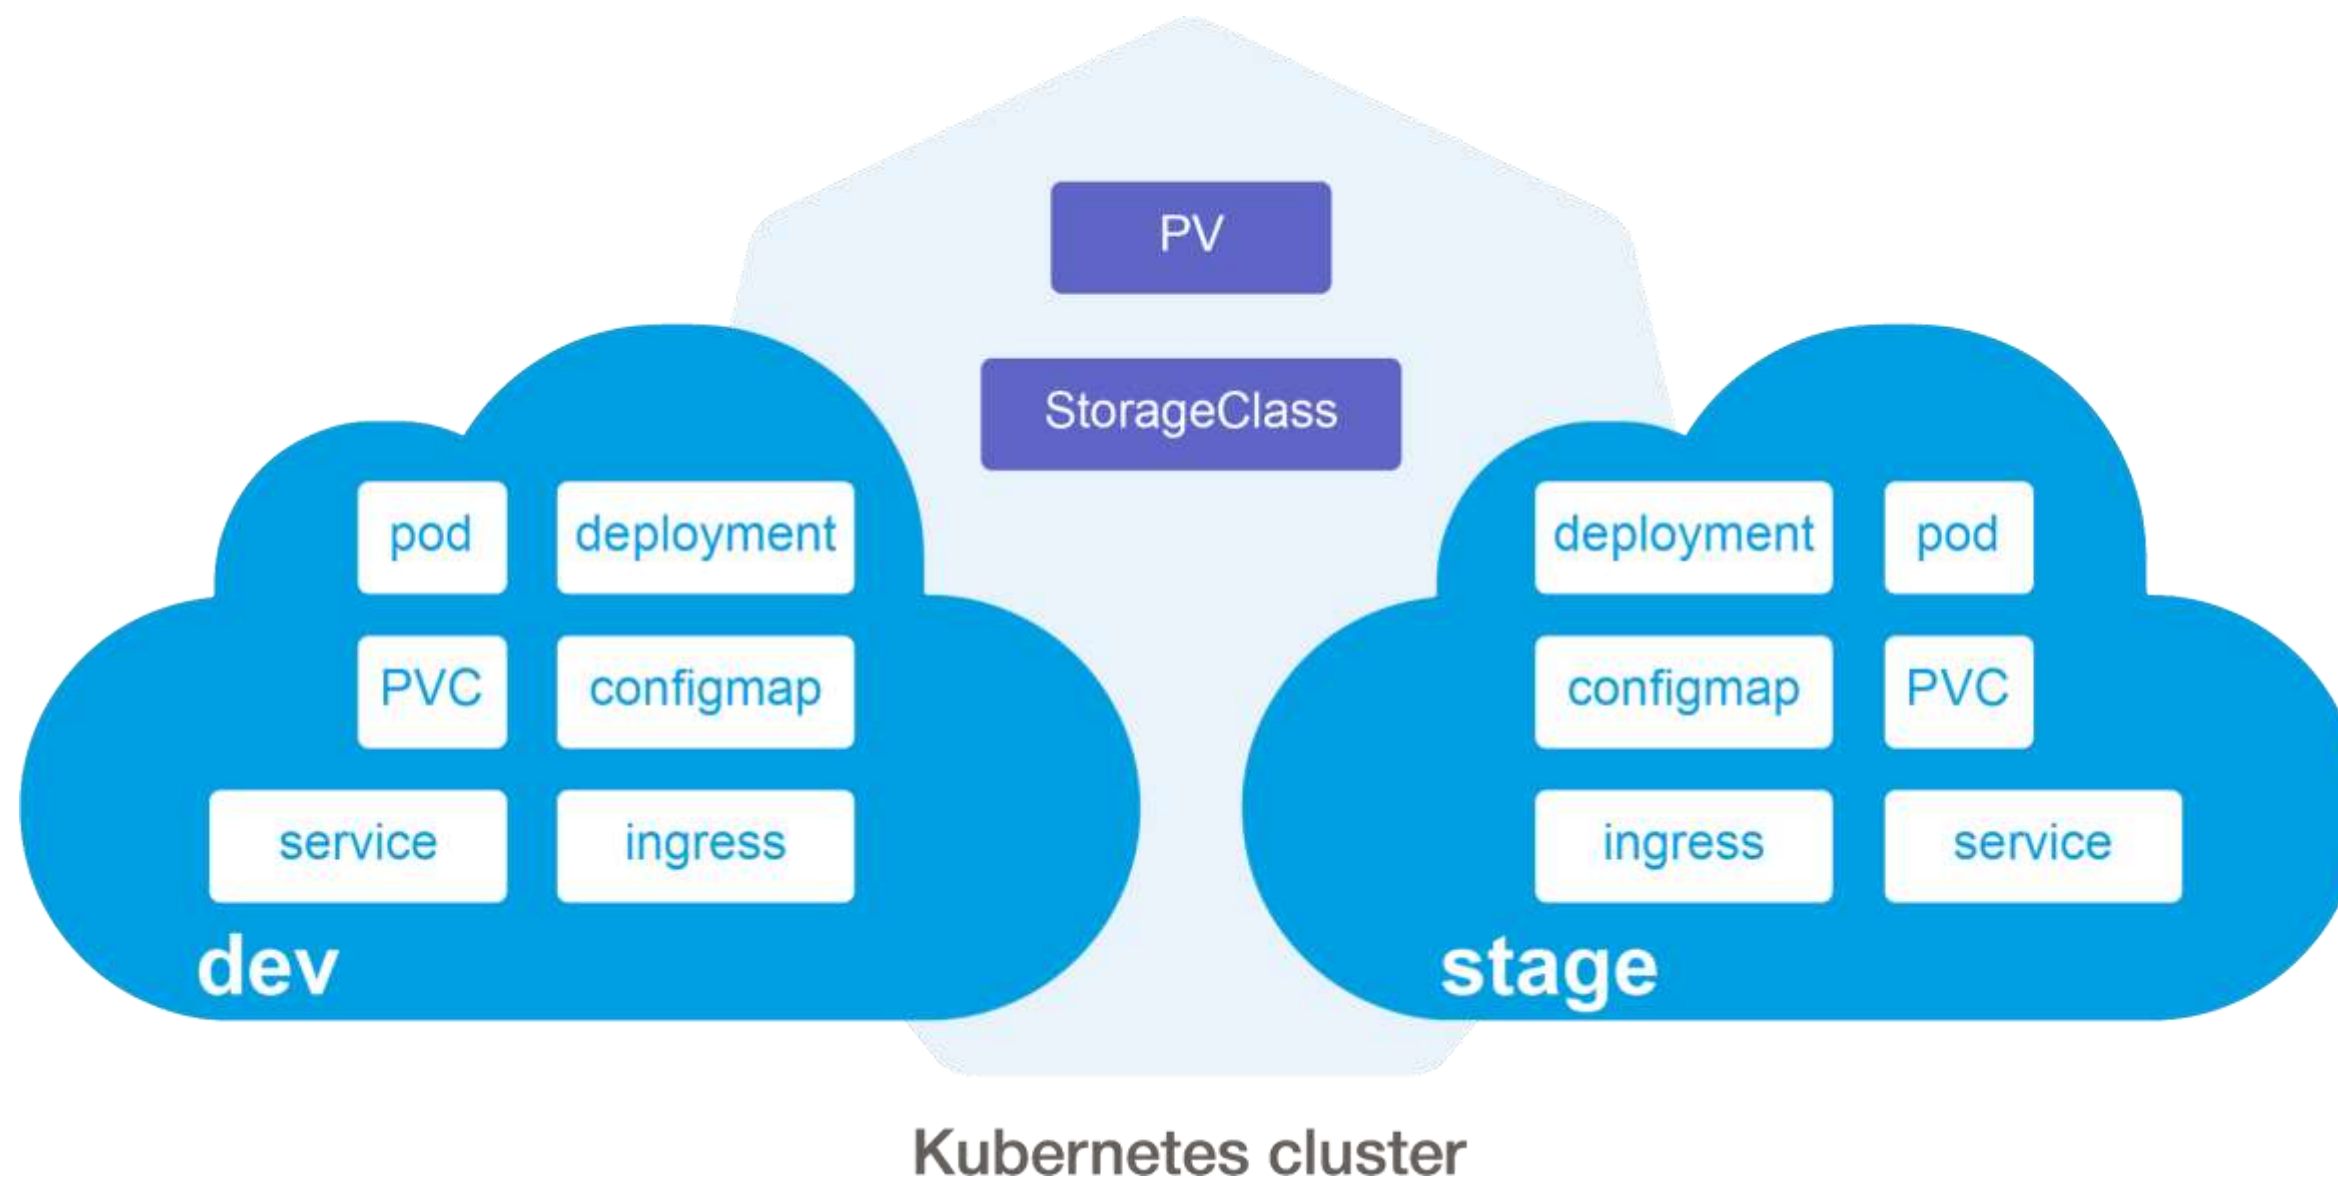 PV
StorageClass
pod
deployment
PVC
configmap
service
ingress
dev
deployment
pod
configmap
PVC
ingress
service
stage
Kubernetes cluster